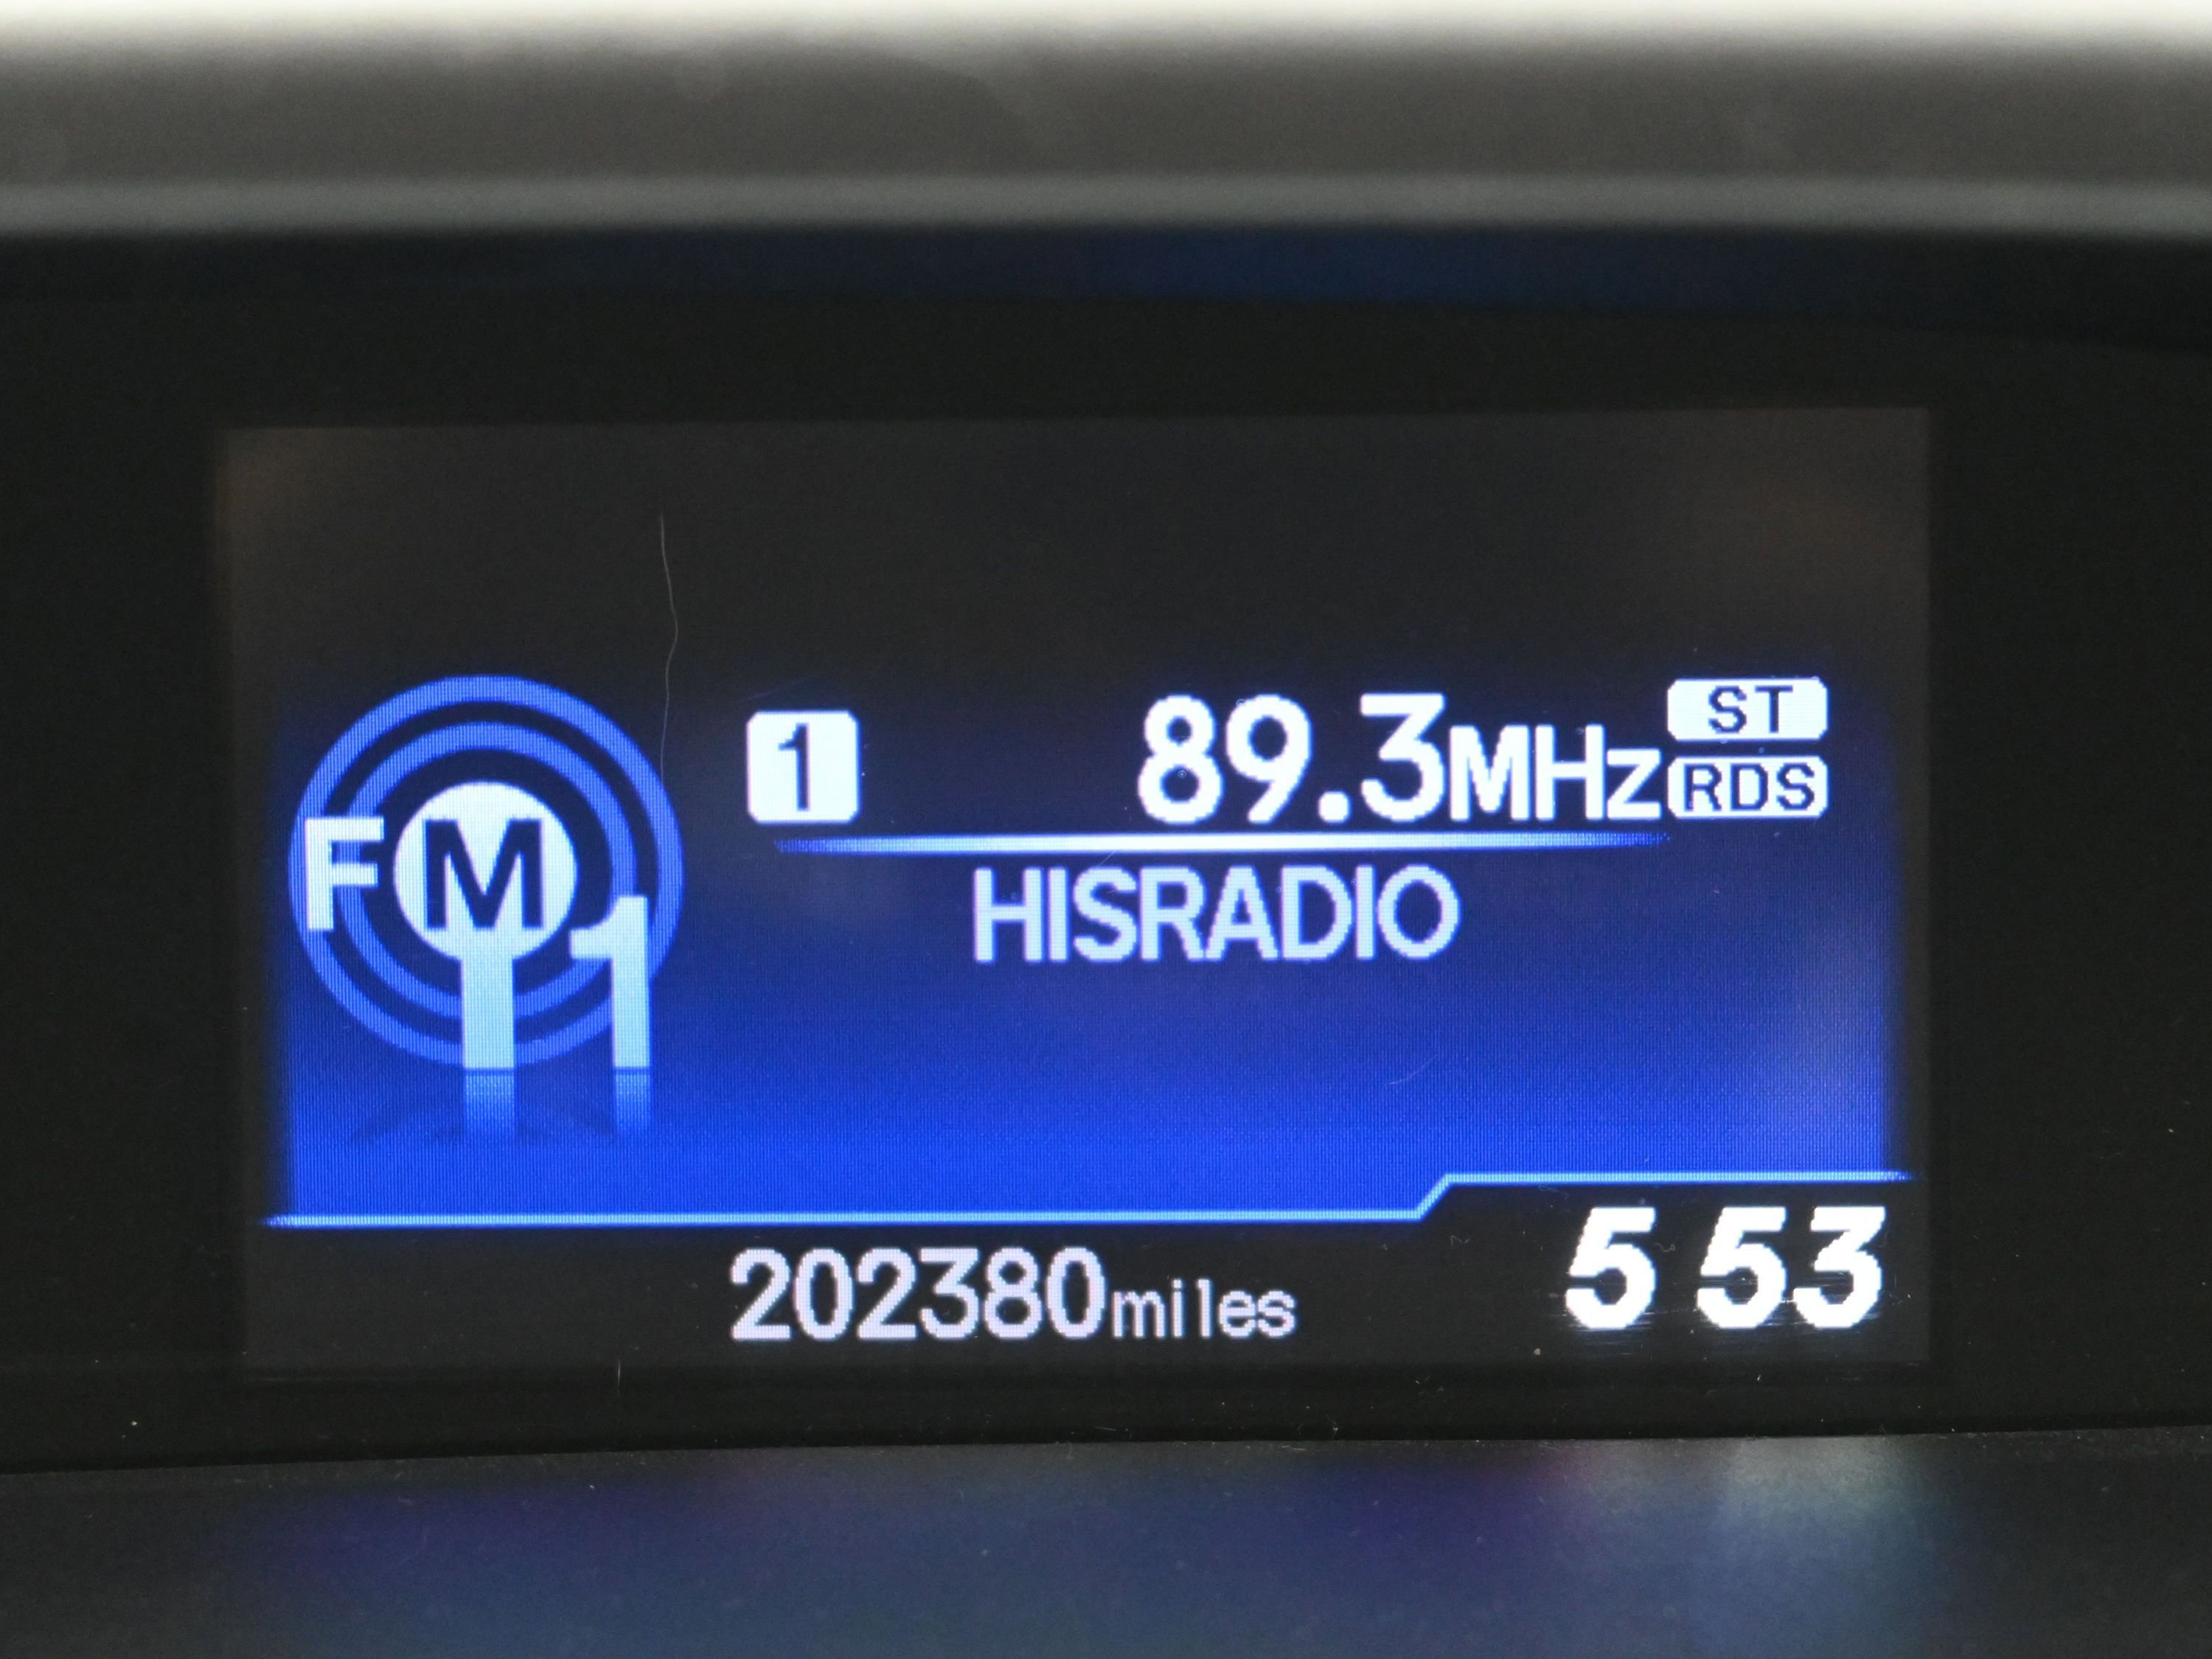 FM1
1 89.3MHz ST
RDS
HISRADIO
202380miles 5 53